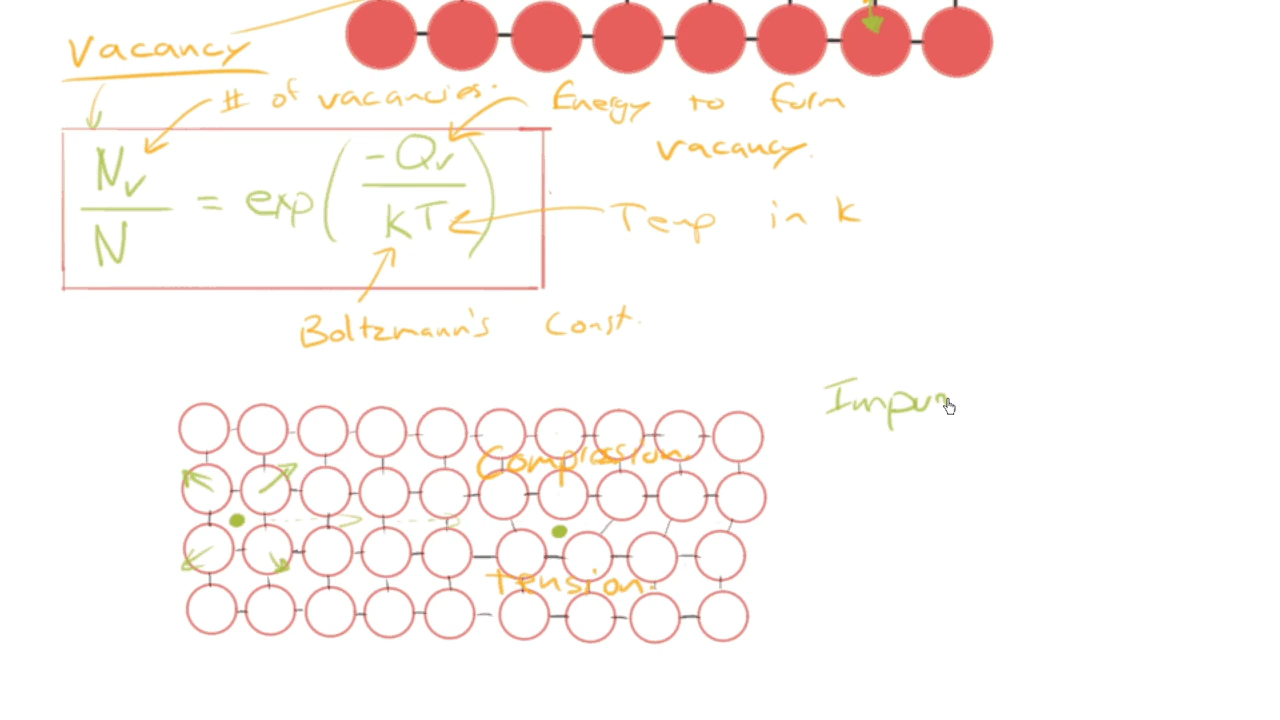 Vacancy
# of vacancies.
Energy to form
vacancy.
Nv
N
= exp(
-Qv
kT
)
Temp in k
Boltzmann's Const.
Impur
Compression.
Tension.